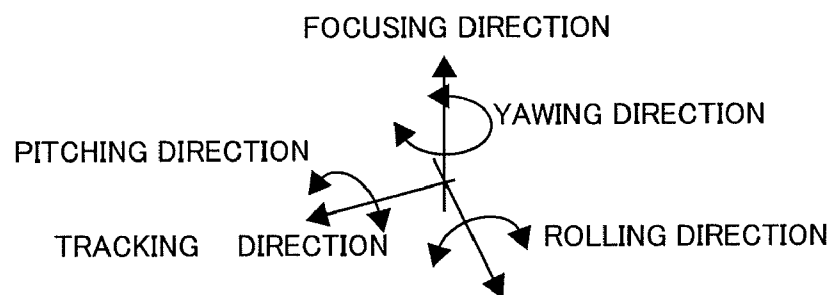 FOCUSING DIRECTION
YAWING DIRECTION
PITCHING DIRECTION
TRACKING DIRECTION
ROLLING DIRECTION